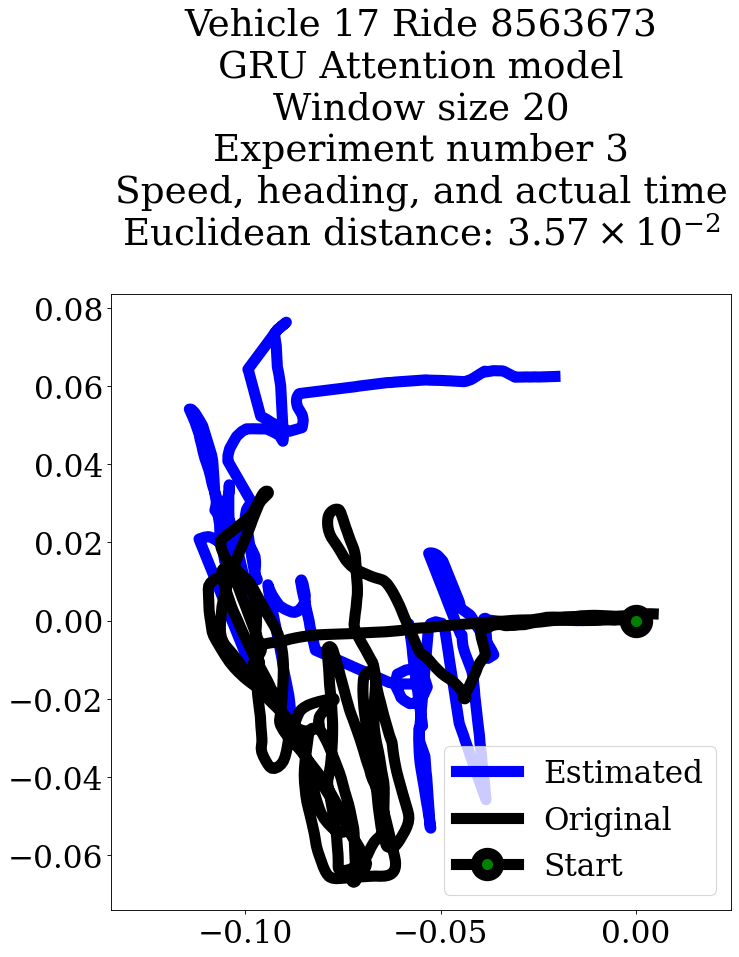 Vehicle 17 Ride 8563673
GRU Attention model
Window size 20
Experiment number 3
Speed, heading, and actual time
Euclidean distance: 3.57 × 10⁻²
0.08
0.06
0.04
0.02
0.00
−0.02
−0.04
−0.06
Estimated
Original
Start
−0.10
−0.05
0.00